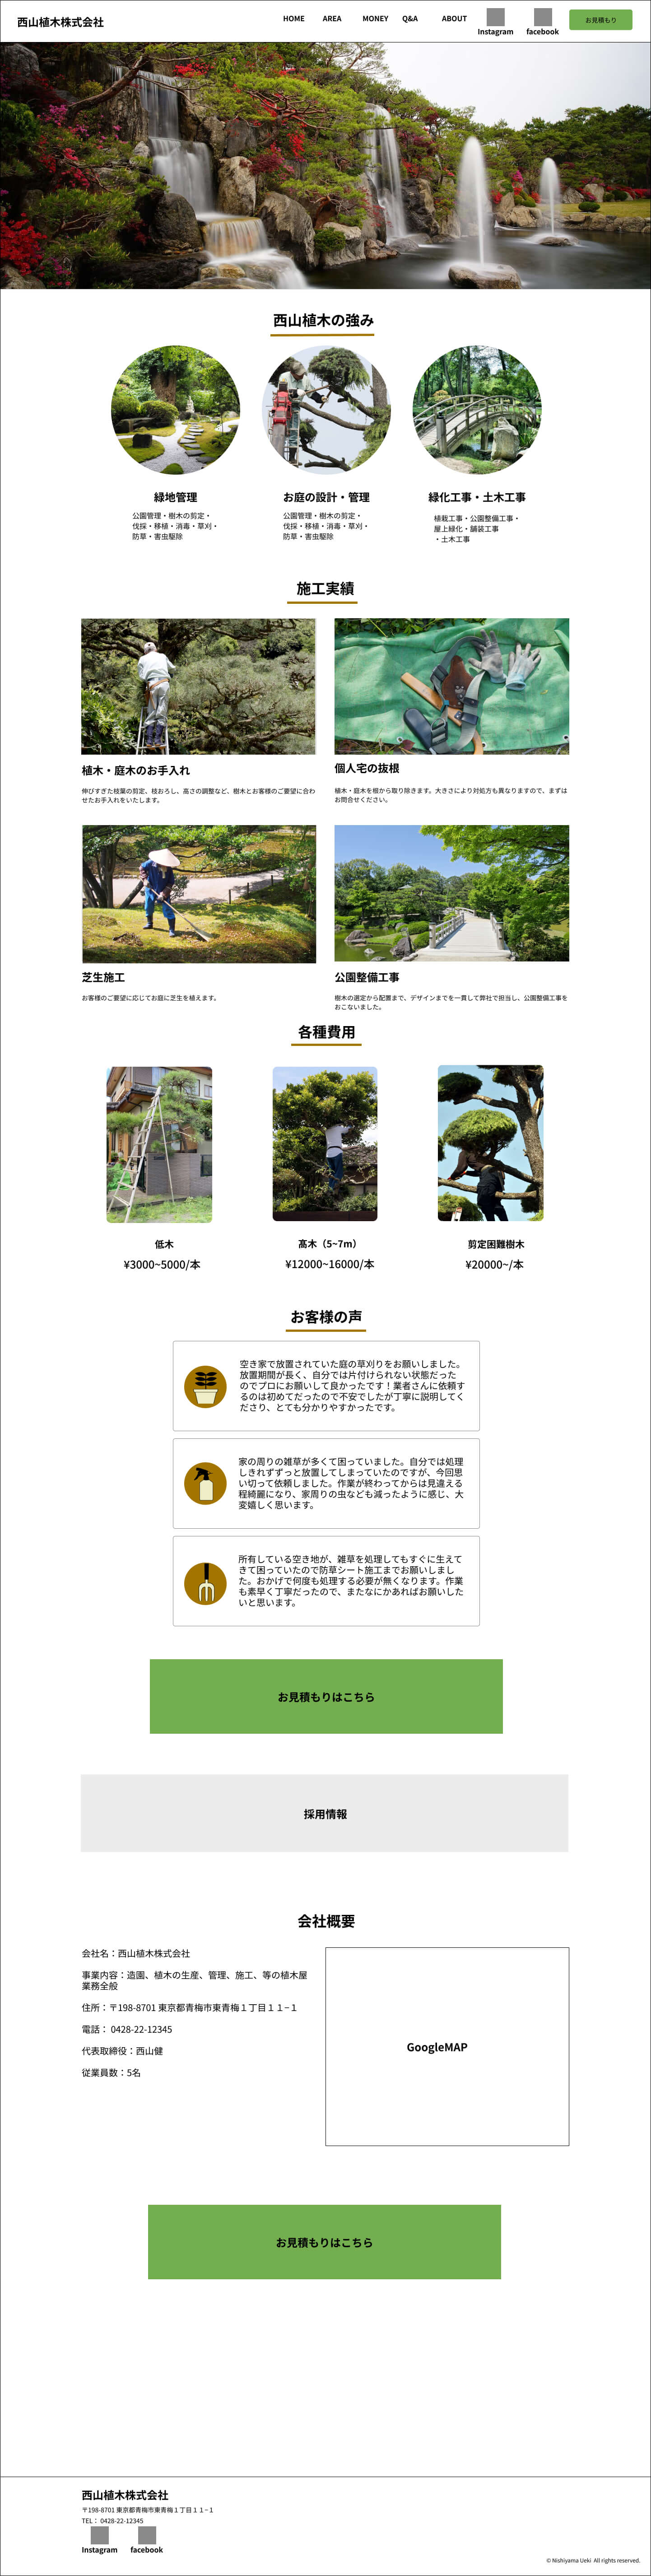 西山植木株式会社
HOME
AREA
MONEY
Q&A
ABOUT
Instagram
facebook
お見積もり
西山植木の強み
緑地管理
公園管理・樹木の剪定・
伐採・移植・消毒・草刈・
防草・害虫駆除
お庭の設計・管理
公園管理・樹木の剪定・
伐採・移植・消毒・草刈・
防草・害虫駆除
緑化工事・土木工事
植栽工事・公園整備工事・
屋上緑化・舗装工事
・土木工事
施工実績
植木・庭木のお手入れ
伸びすぎた枝葉の剪定、枝おろし、高さの調整など、樹木とお客様のご要望に合わ
せたお手入れをいたします。
個人宅の抜根
植木・庭木を根から取り除きます。大きさにより対処方も異なりますので、まずは
お問合せください。
芝生施工
お客様のご要望に応じてお庭に芝生を植えます。
公園整備工事
樹木の選定から配置まで、デザインまでを一貫して弊社で担当し、公園整備工事を
おこないました。
各種費用
低木
¥3000~5000/本
髙木（5~7m）
¥12000~16000/本
剪定困難樹木
¥20000~/本
お客様の声
空き家で放置されていた庭の草刈りをお願いしました。
放置期間が長く、自分では片付けられない状態だった
のでプロにお願いして良かったです！業者さんに依頼す
るのは初めてだったので不安でしたが丁寧に説明してく
ださり、とても分かりやすかったです。
家の周りの雑草が多くて困っていました。自分では処理
しきれずずっと放置してしまっていたのですが、今回思
い切って依頼しました。作業が終わってからは見違える
程綺麗になり、家周りの虫なども減ったように感じ、大
変嬉しく思います。
所有している空き地が、雑草を処理してもすぐに生えて
きて困っていたので防草シート施工までお願いしまし
た。おかげで何度も処理する必要が無くなります。作業
も素早く丁寧だったので、またなにかあればお願いした
いと思います。
お見積もりはこちら
採用情報
会社概要
会社名：西山植木株式会社
事業内容：造園、植木の生産、管理、施工、等の植木屋
業務全般
住所：〒198-8701 東京都青梅市東青梅１丁目１１−１
電話： 0428-22-12345
代表取締役：西山健
従業員数：5名
GoogleMAP
お見積もりはこちら
西山植木株式会社
〒198-8701 東京都青梅市東青梅１丁目１１−１
TEL： 0428-22-12345
Instagram
facebook
© Nishiyama Ueki All rights reserved.